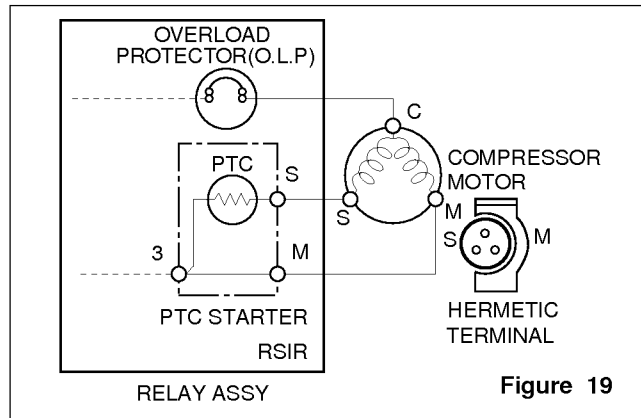 OVERLOAD
PROTECTOR(O.L.P)
C
PTC
S
COMPRESSOR
MOTOR
S
M
S
M
3
M
HERMETIC
TERMINAL
PTC STARTER
RSIR
RELAY ASSY
Figure 19